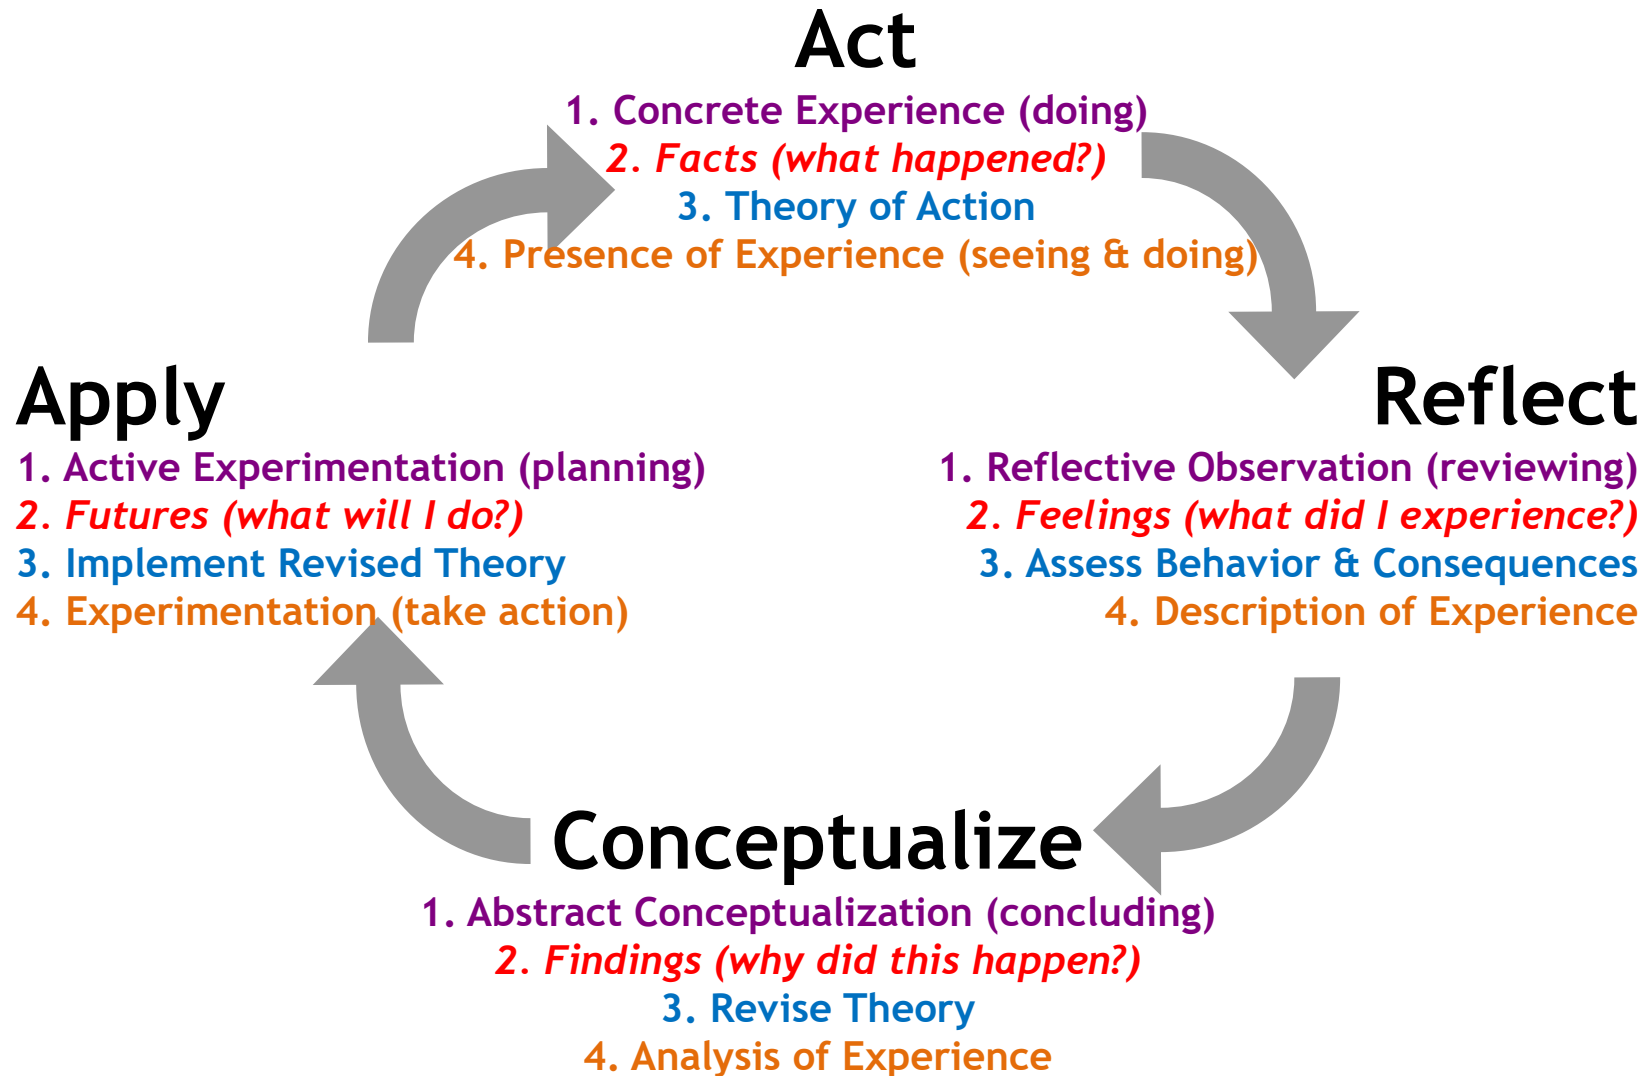 Act
1. Concrete Experience (doing)
2. Facts (what happened?)
3. Theory of Action
4. Presence of Experience (seeing & doing)
Apply
1. Active Experimentation (planning)
2. Futures (what will I do?)
3. Implement Revised Theory
4. Experimentation (take action)
Reflect
1. Reflective Observation (reviewing)
2. Feelings (what did I experience?)
3. Assess Behavior & Consequences
4. Description of Experience
Conceptualize
1. Abstract Conceptualization (concluding)
2. Findings (why did this happen?)
3. Revise Theory
4. Analysis of Experience